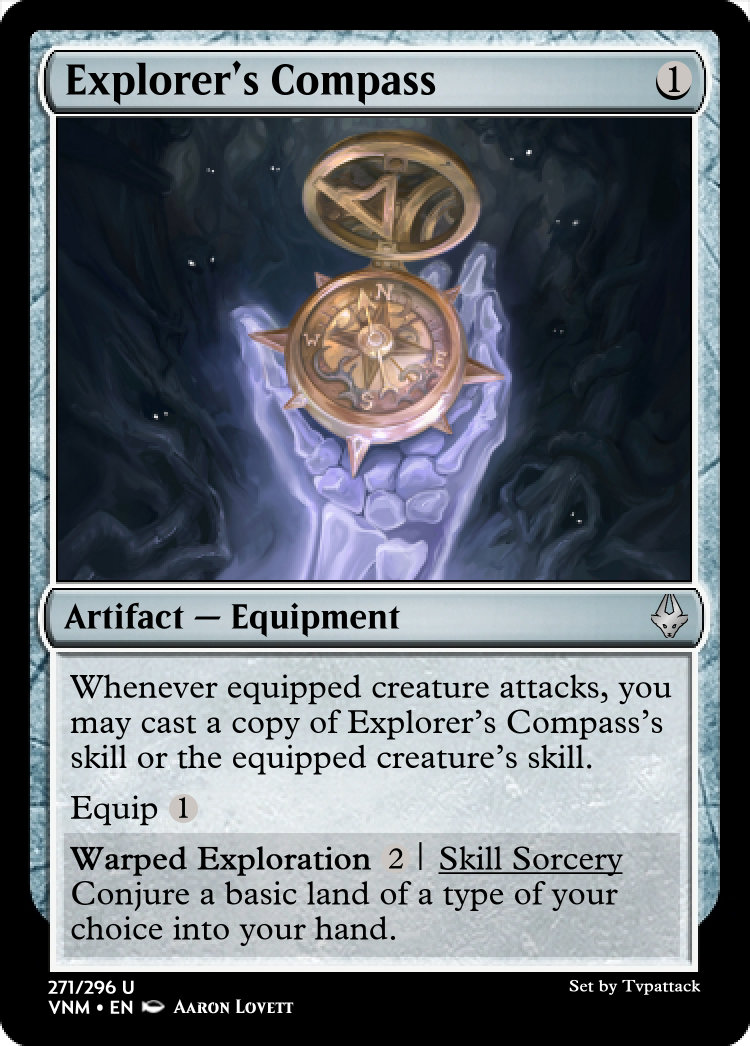 Explorer's Compass 1
N
W
E
S
Artifact — Equipment
Whenever equipped creature attacks, you
may cast a copy of Explorer's Compass's
skill or the equipped creature's skill.
Equip 1
Warped Exploration 2 | Skill Sorcery
Conjure a basic land of a type of your
choice into your hand.
271/296 U
Set by Tvpattack
VNM • EN Aaron Lovett